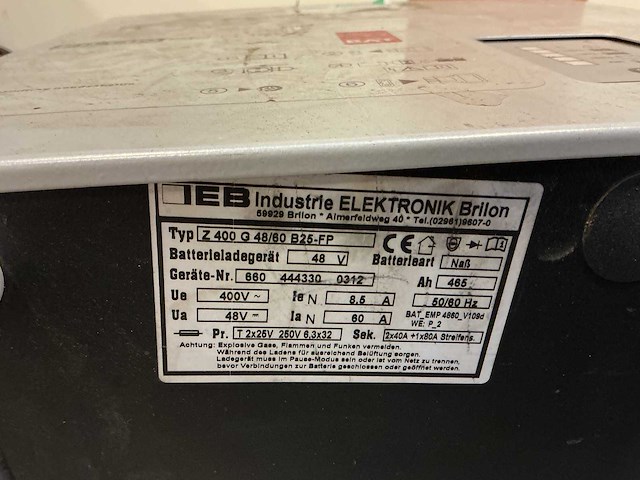 IEB Industrie ELEKTRONIK Brilon
59929 Brilon * Almerfeldweg 40 * Tel.(02961)9607-0
Typ Z 400 G 48/60 B25-FP CE
Batterieladegerät 48 V Batterieart Naß
Geräte-Nr. 660 444330 0312 Ah 465
Ue 400V ~ Ie N 8.5 A 50/60 Hz
Ua 48V Ia N 60 A BAT_EMP 4860_V109d
WE: P_2
Pr. T 2x25V 250V 6,3x32 Sek. 2x40A +1x80A Streifens.
Achtung: Explosive Gase, Flammen und Funken vermeiden.
Während des Ladens für ausreichend Belüftung sorgen.
Ladegerät muss im Pause-Modus sein oder ist vom Netz zu trennen,
bevor Verbindungen zur Batterie geschlossen oder geöffnet werden.